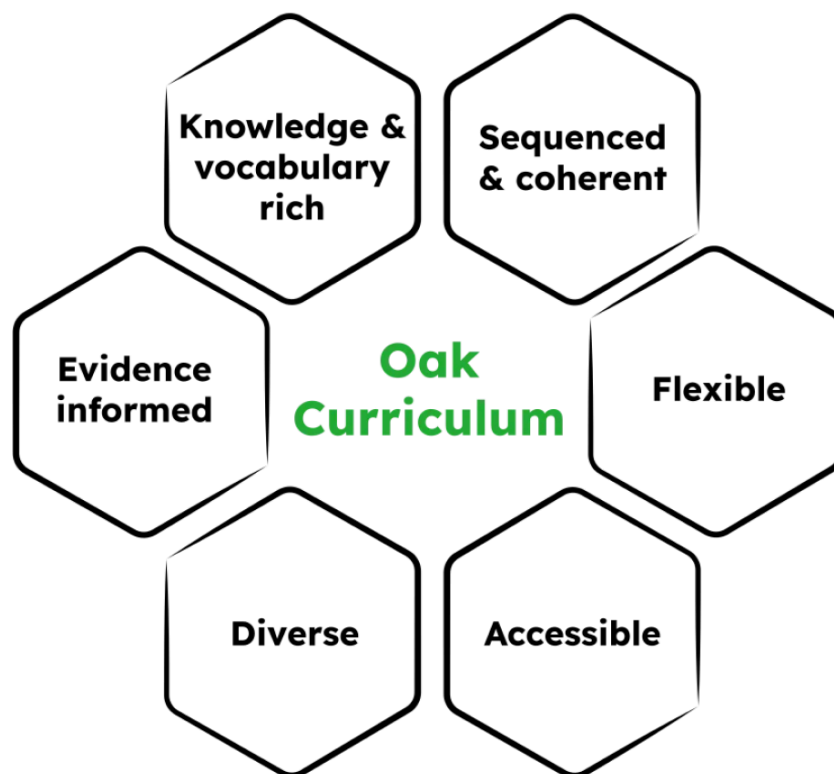 Knowledge &
vocabulary
rich
Sequenced
& coherent
Evidence
informed
Oak
Curriculum
Flexible
Diverse
Accessible